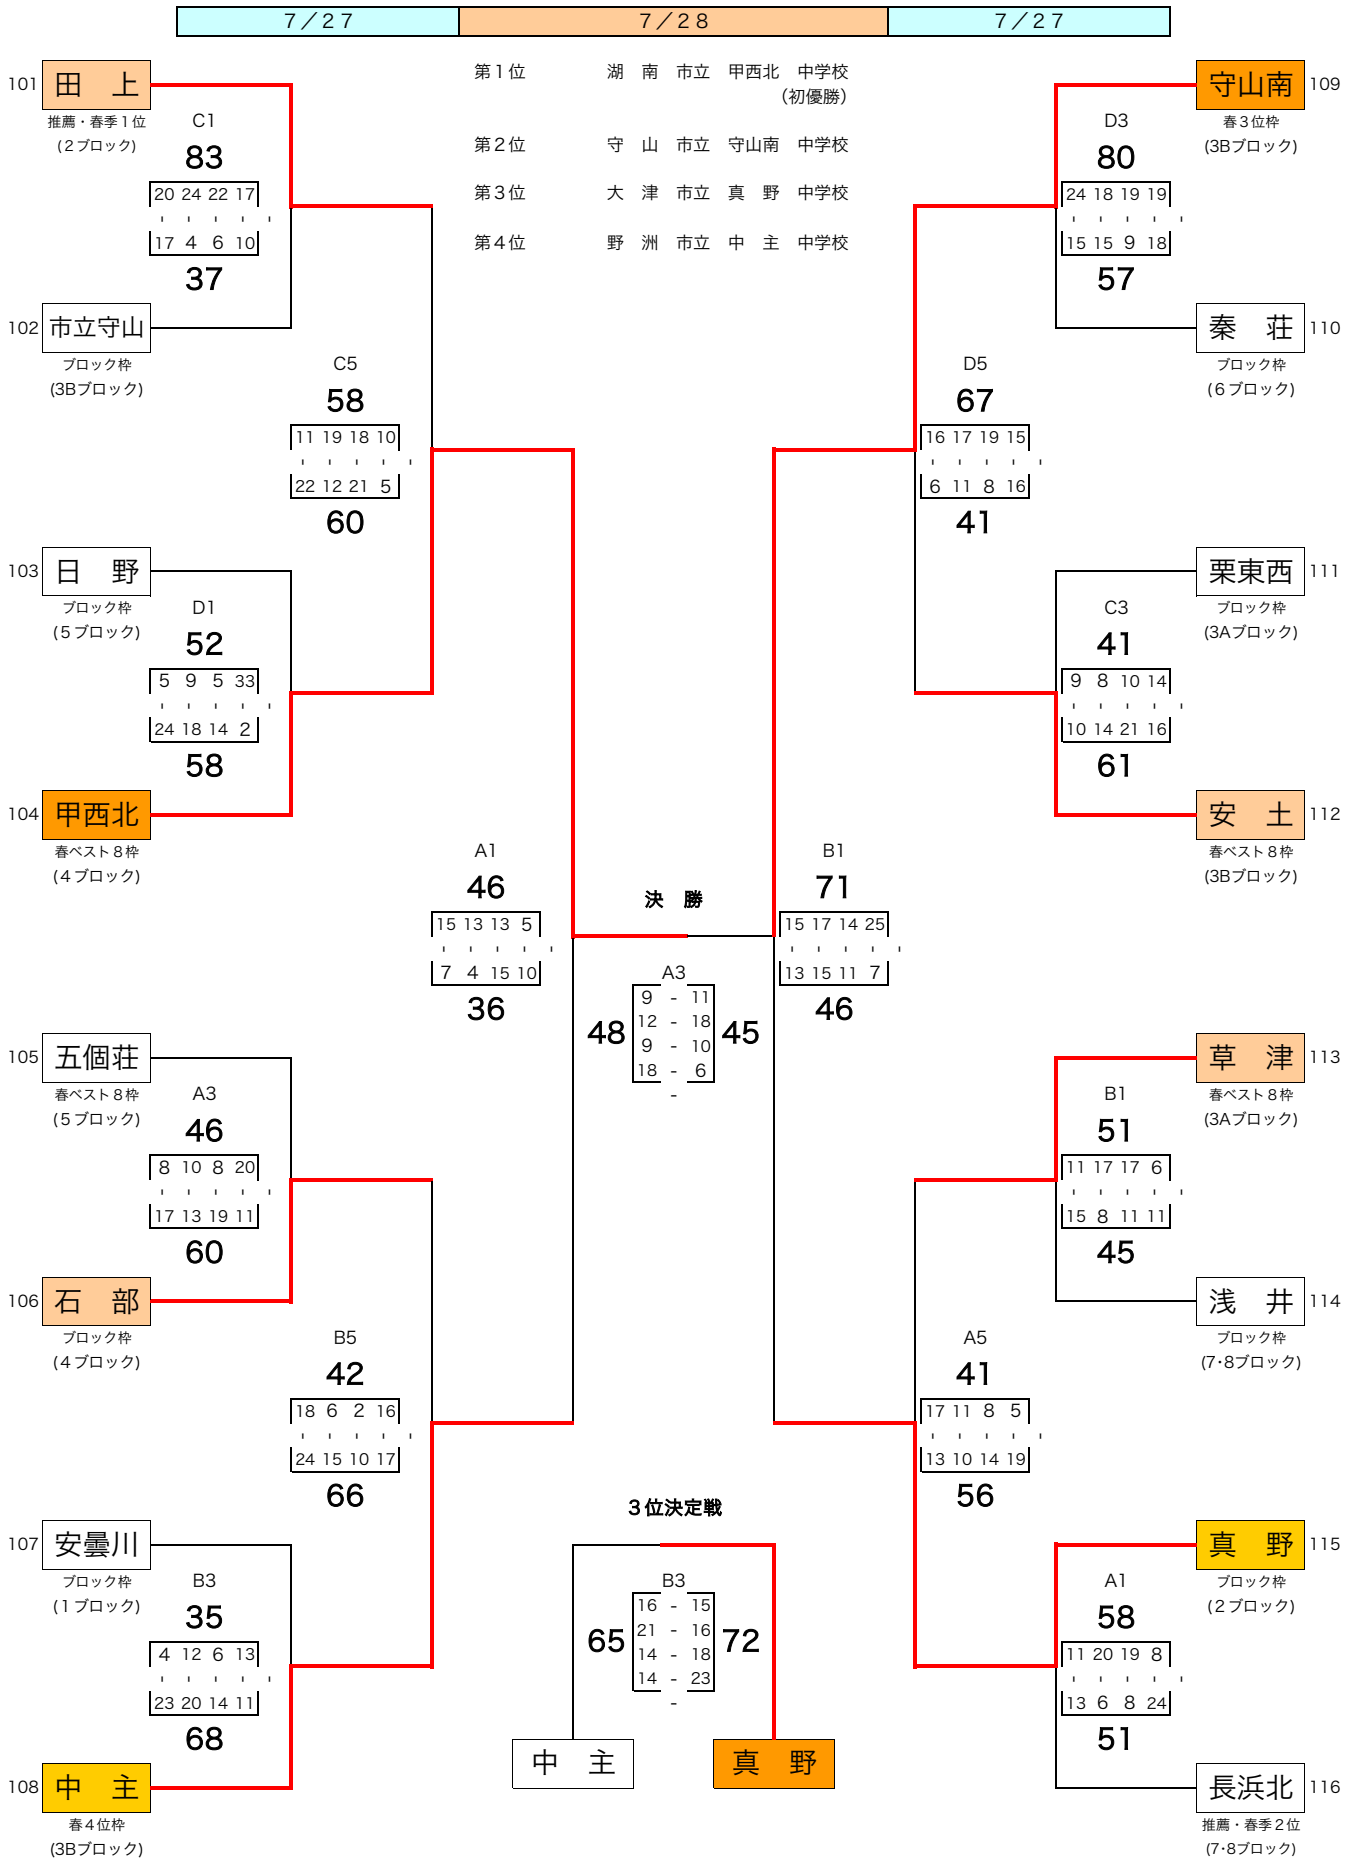 ７／２７
７／２８
７／２７
第１位 湖 南 市立 甲西北 中学校
（初優勝）
第２位 守 山 市立 守山南 中学校
第３位 大 津 市立 真 野 中学校
第４位 野 洲 市立 中 主 中学校
101 田 上
推薦・春季１位
(２ブロック)
C1
83
20 24 22 17
- - - - -
17 4 6 10
37
102 市立守山
ブロック枠
(3Bブロック)
C5
58
11 19 18 10
- - - - -
22 12 21 5
60
103 日 野
ブロック枠
(５ブロック)
D1
52
5 9 5 33
- - - - -
24 18 14 2
58
104 甲西北
春ベスト８枠
(４ブロック)
A1
46
15 13 13 5
- - - - -
7 4 15 10
36
105 五個荘
春ベスト８枠
(５ブロック)
A3
46
8 10 8 20
- - - - -
17 13 19 11
60
106 石 部
ブロック枠
(４ブロック)
B5
42
18 6 2 16
- - - - -
24 15 10 17
66
107 安曇川
ブロック枠
(１ブロック)
B3
35
4 12 6 13
- - - - -
23 20 14 11
68
108 中 主
春４位枠
(3Bブロック)
決 勝
A3
48 45
9 - 11
12 - 18
9 - 10
18 - 6
-
３位決定戦
B3
65 72
16 - 15
21 - 16
14 - 18
14 - 23
-
中 主
真 野
守山南 109
春３位枠
(3Bブロック)
D3
80
24 18 19 19
- - - - -
15 15 9 18
57
秦 荘 110
ブロック枠
(６ブロック)
D5
67
16 17 19 15
- - - - -
6 11 8 16
41
栗東西 111
ブロック枠
(3Aブロック)
C3
41
9 8 10 14
- - - - -
10 14 21 16
61
安 土 112
春ベスト８枠
(3Bブロック)
B1
71
15 17 14 25
- - - - -
13 15 11 7
46
草 津 113
春ベスト８枠
(3Aブロック)
B1
51
11 17 17 6
- - - - -
15 8 11 11
45
浅 井 114
ブロック枠
(7･8ブロック)
A5
41
17 11 8 5
- - - - -
13 10 14 19
56
真 野 115
ブロック枠
(２ブロック)
A1
58
11 20 19 8
- - - - -
13 6 8 24
51
長浜北 116
推薦・春季２位
(7･8ブロック)